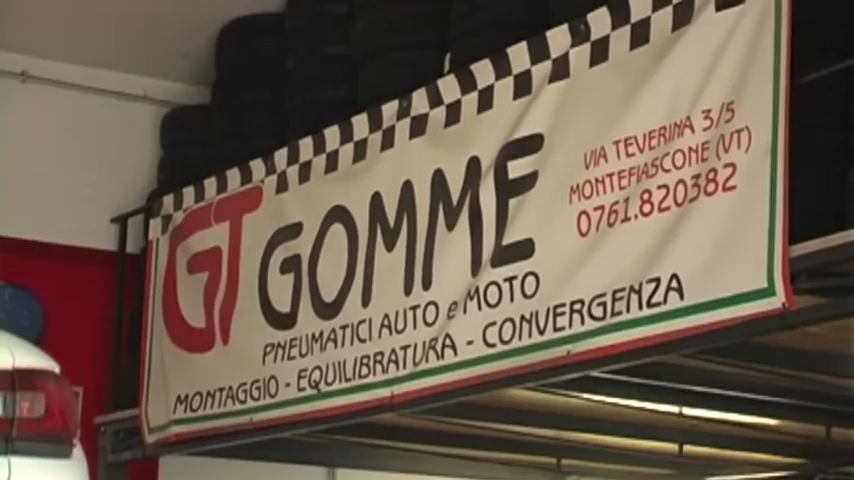 GT GOMME
PNEUMATICI AUTO e MOTO
MONTAGGIO - EQUILIBRATURA - CONVERGENZA
VIA TEVERINA 3/5
MONTEFIASCONE (VT)
0761.820382